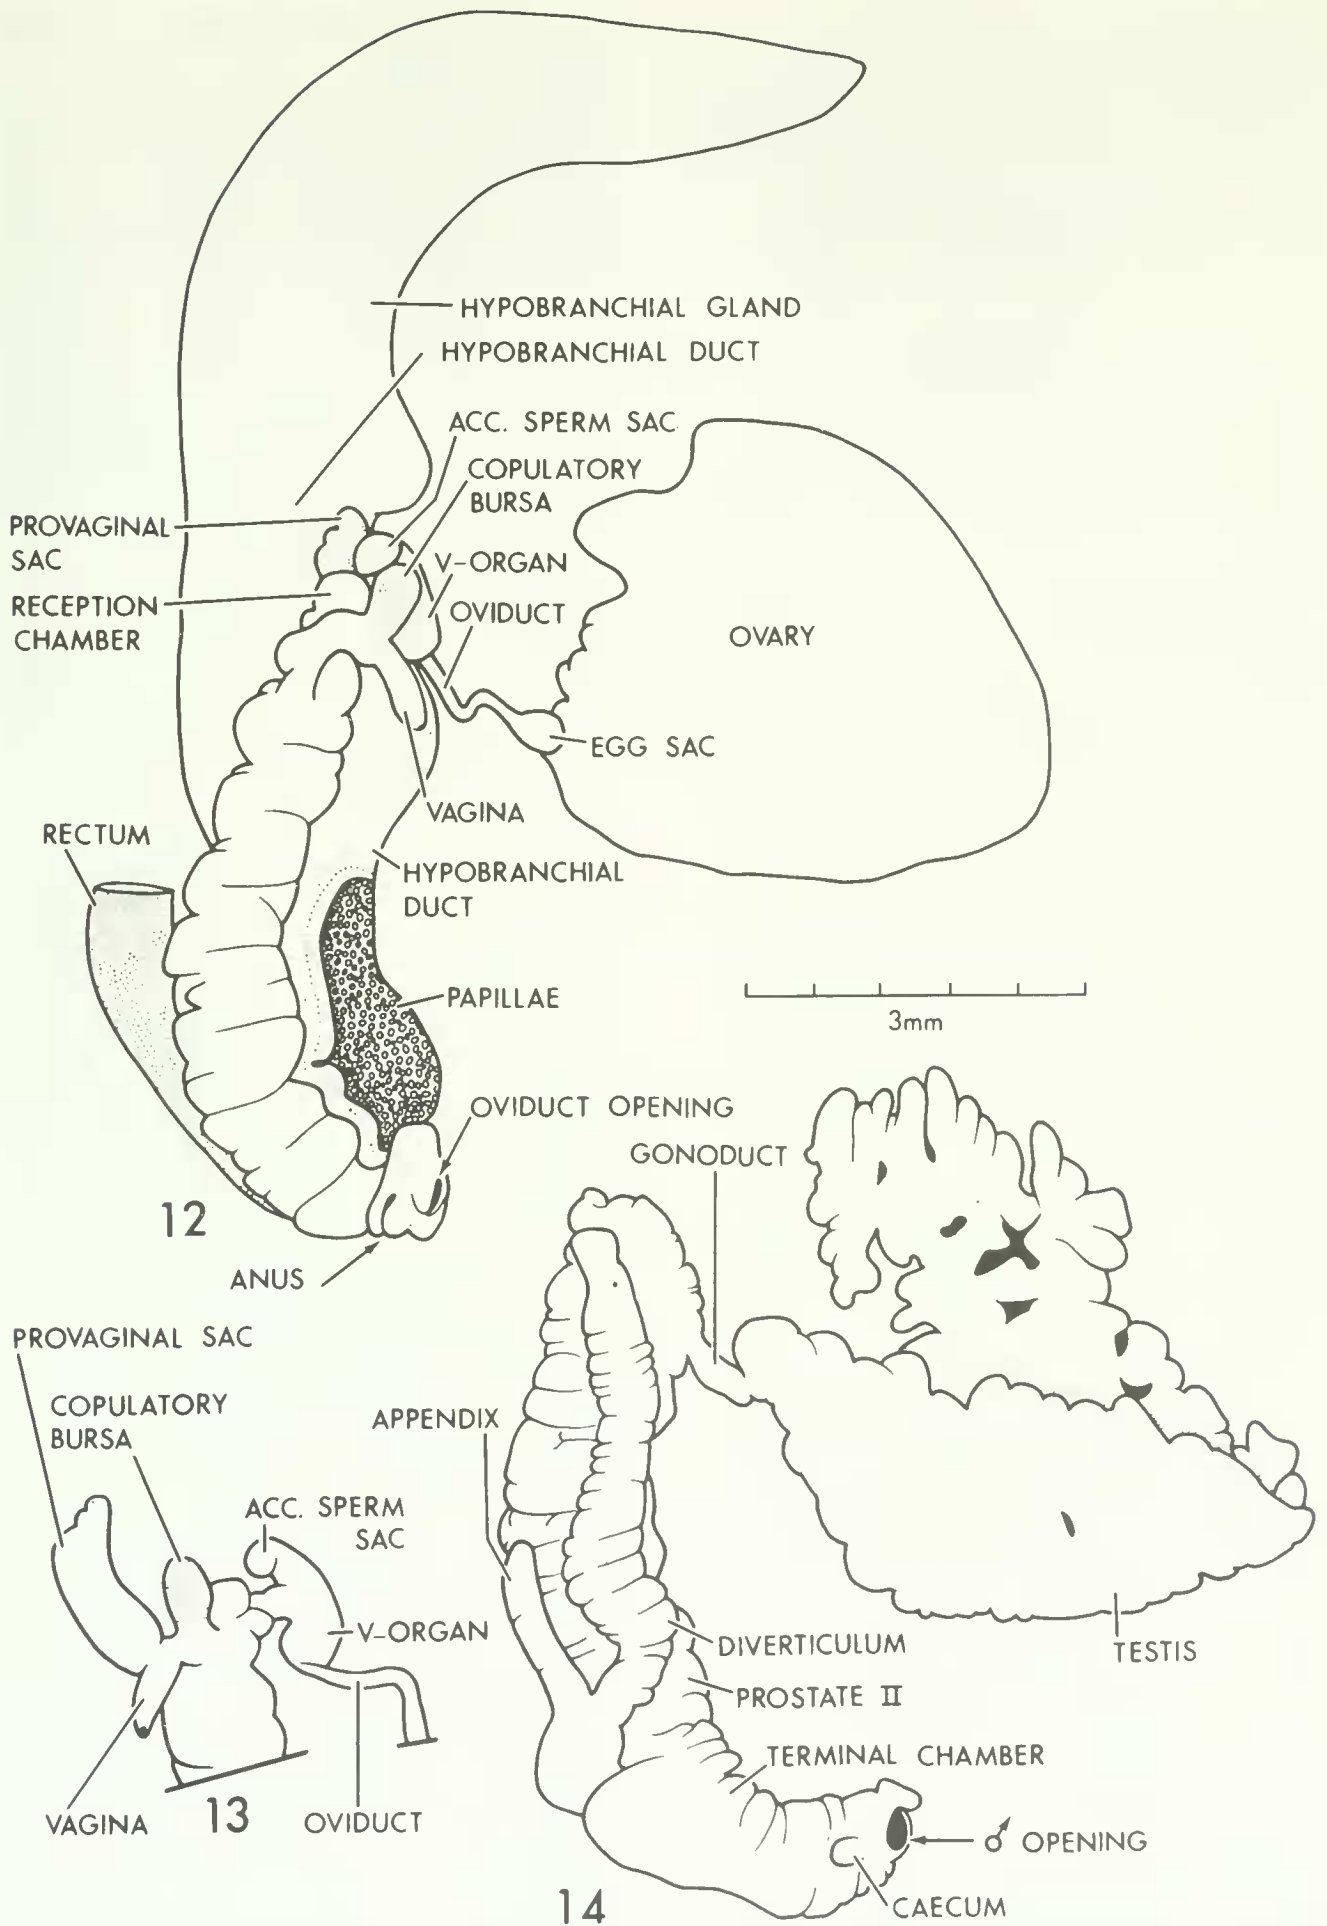 HYPOBRANCHIAL GLAND
HYPOBRANCHIAL DUCT
ACC. SPERM SAC
COPULATORY
BURSA
PROVAGINAL
SAC
V-ORGAN
RECEPTION
CHAMBER
OVIDUCT
OVARY
EGG SAC
VAGINA
RECTUM
HYPOBRANCHIAL
DUCT
PAPILLAE
3mm
OVIDUCT OPENING
12
ANUS
GONODUCT
PROVAGINAL SAC
COPULATORY
BURSA
ACC. SPERM
SAC
V-ORGAN
VAGINA
13
OVIDUCT
APPENDIX
DIVERTICULUM
PROSTATE II
TESTIS
TERMINAL CHAMBER
♂ OPENING
CAECUM
14